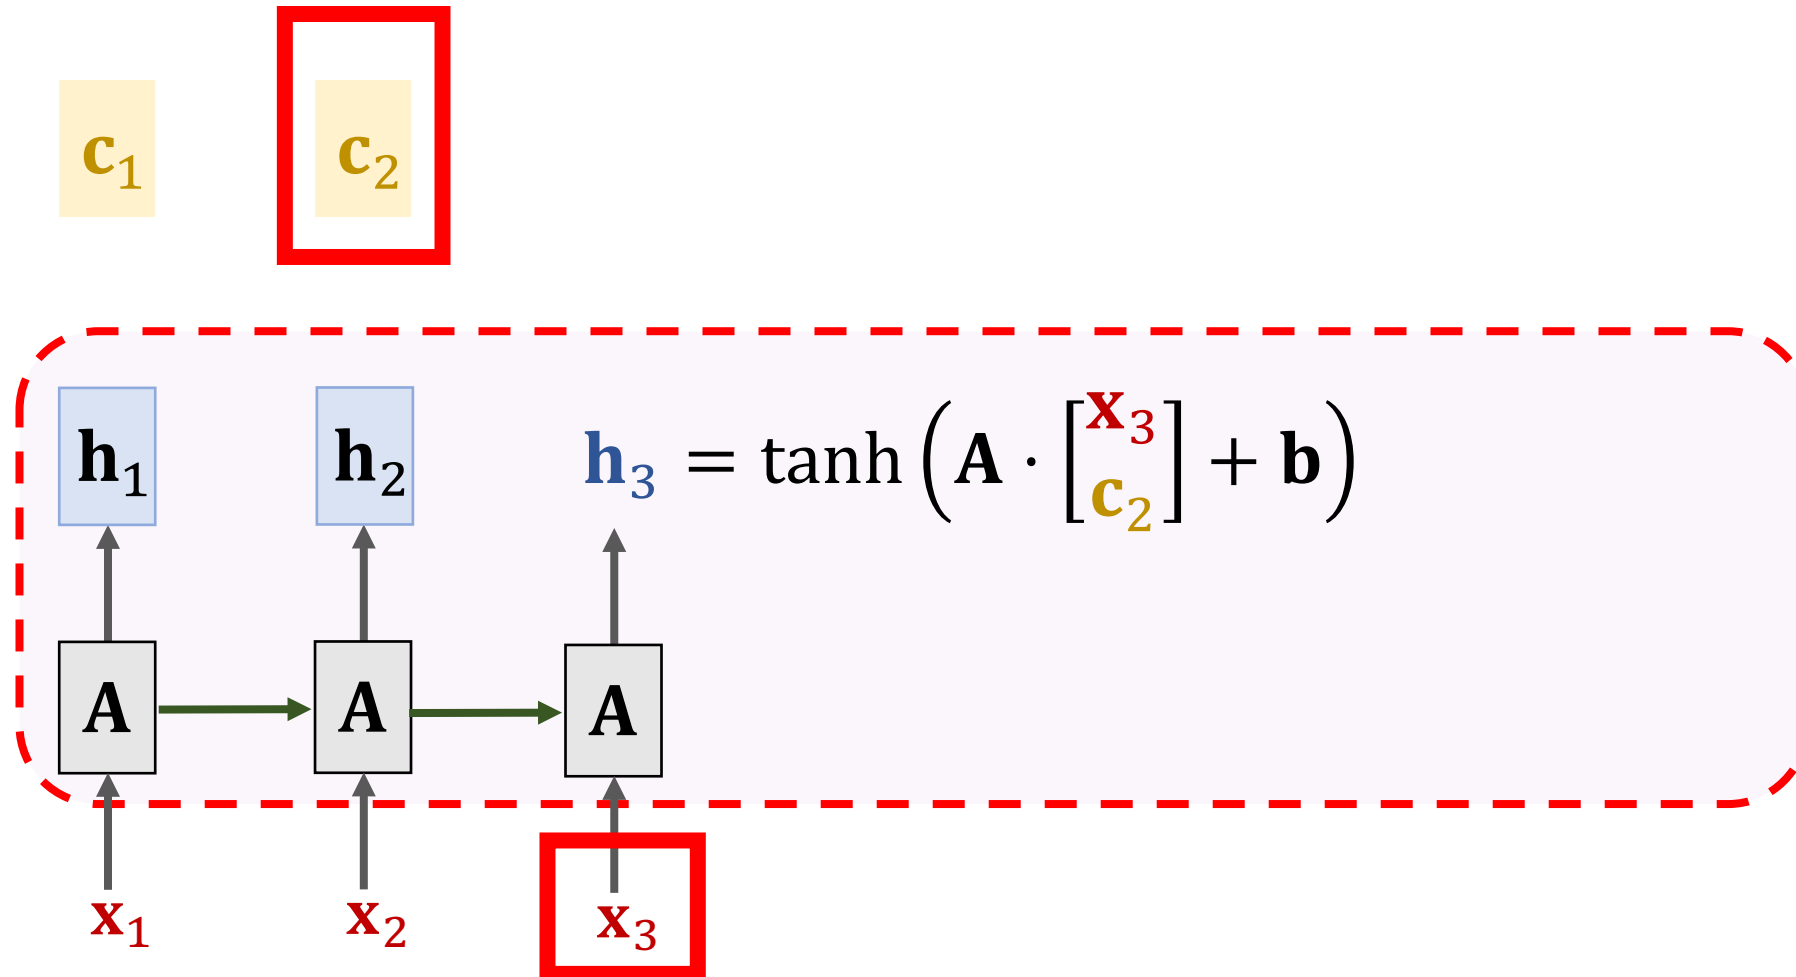 c₁ c₂
h₁ h₂ h₃ = tanh(A · [x₃ c₂] + b)
A A A
x₁ x₂ x₃